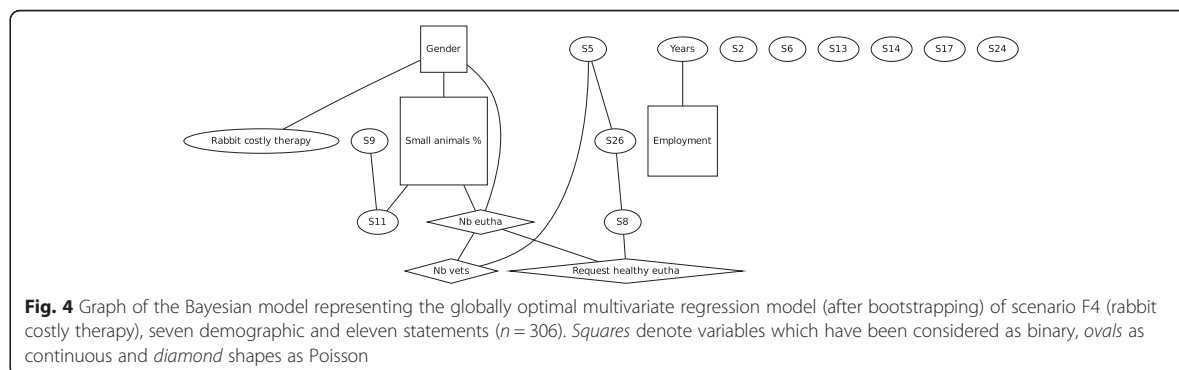 Gender
S5
Years
S2
S6
S13
S14
S17
S24
Rabbit costly therapy
S9
Small animals %
S26
Employment
S11
Nb eutha
S8
Nb vets
Request healthy eutha
Fig. 4 Graph of the Bayesian model representing the globally optimal multivariate regression model (after bootstrapping) of scenario F4 (rabbit
costly therapy), seven demographic and eleven statements (n = 306). Squares denote variables which have been considered as binary, ovals as
continuous and diamond shapes as Poisson